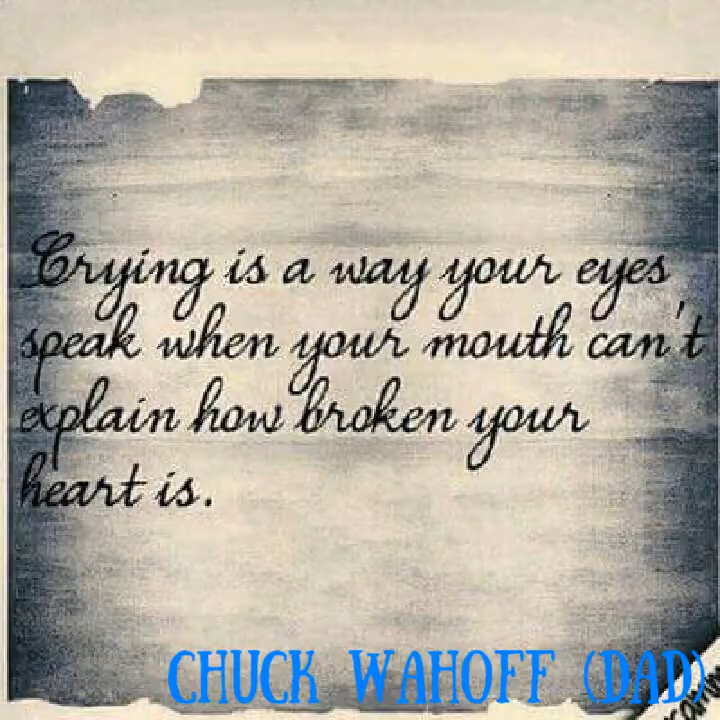 Crying is a way your eyes
speak when your mouth can't
explain how broken your
heart is.
CHUCK WAHOFF (DAD)